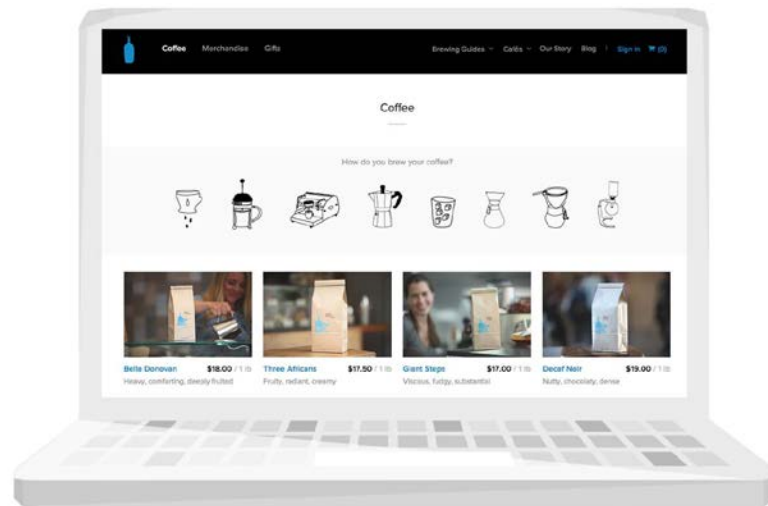 Coffee Merchandise Gifts Brewing Guides Cafés Our Story Blog | Sign in (0)
Coffee
How do you brew your coffee?
Bella Donovan $18.00 / 1 lb Three Africans $17.50 / 1 lb Giant Steps $17.00 / 1 lb Decaf Noir $19.00 / 1 lb
Heavy, comforting, deeply fruited Fruity, radiant, creamy Viscous, fudgy, substantial Nutty, chocolaty, dense